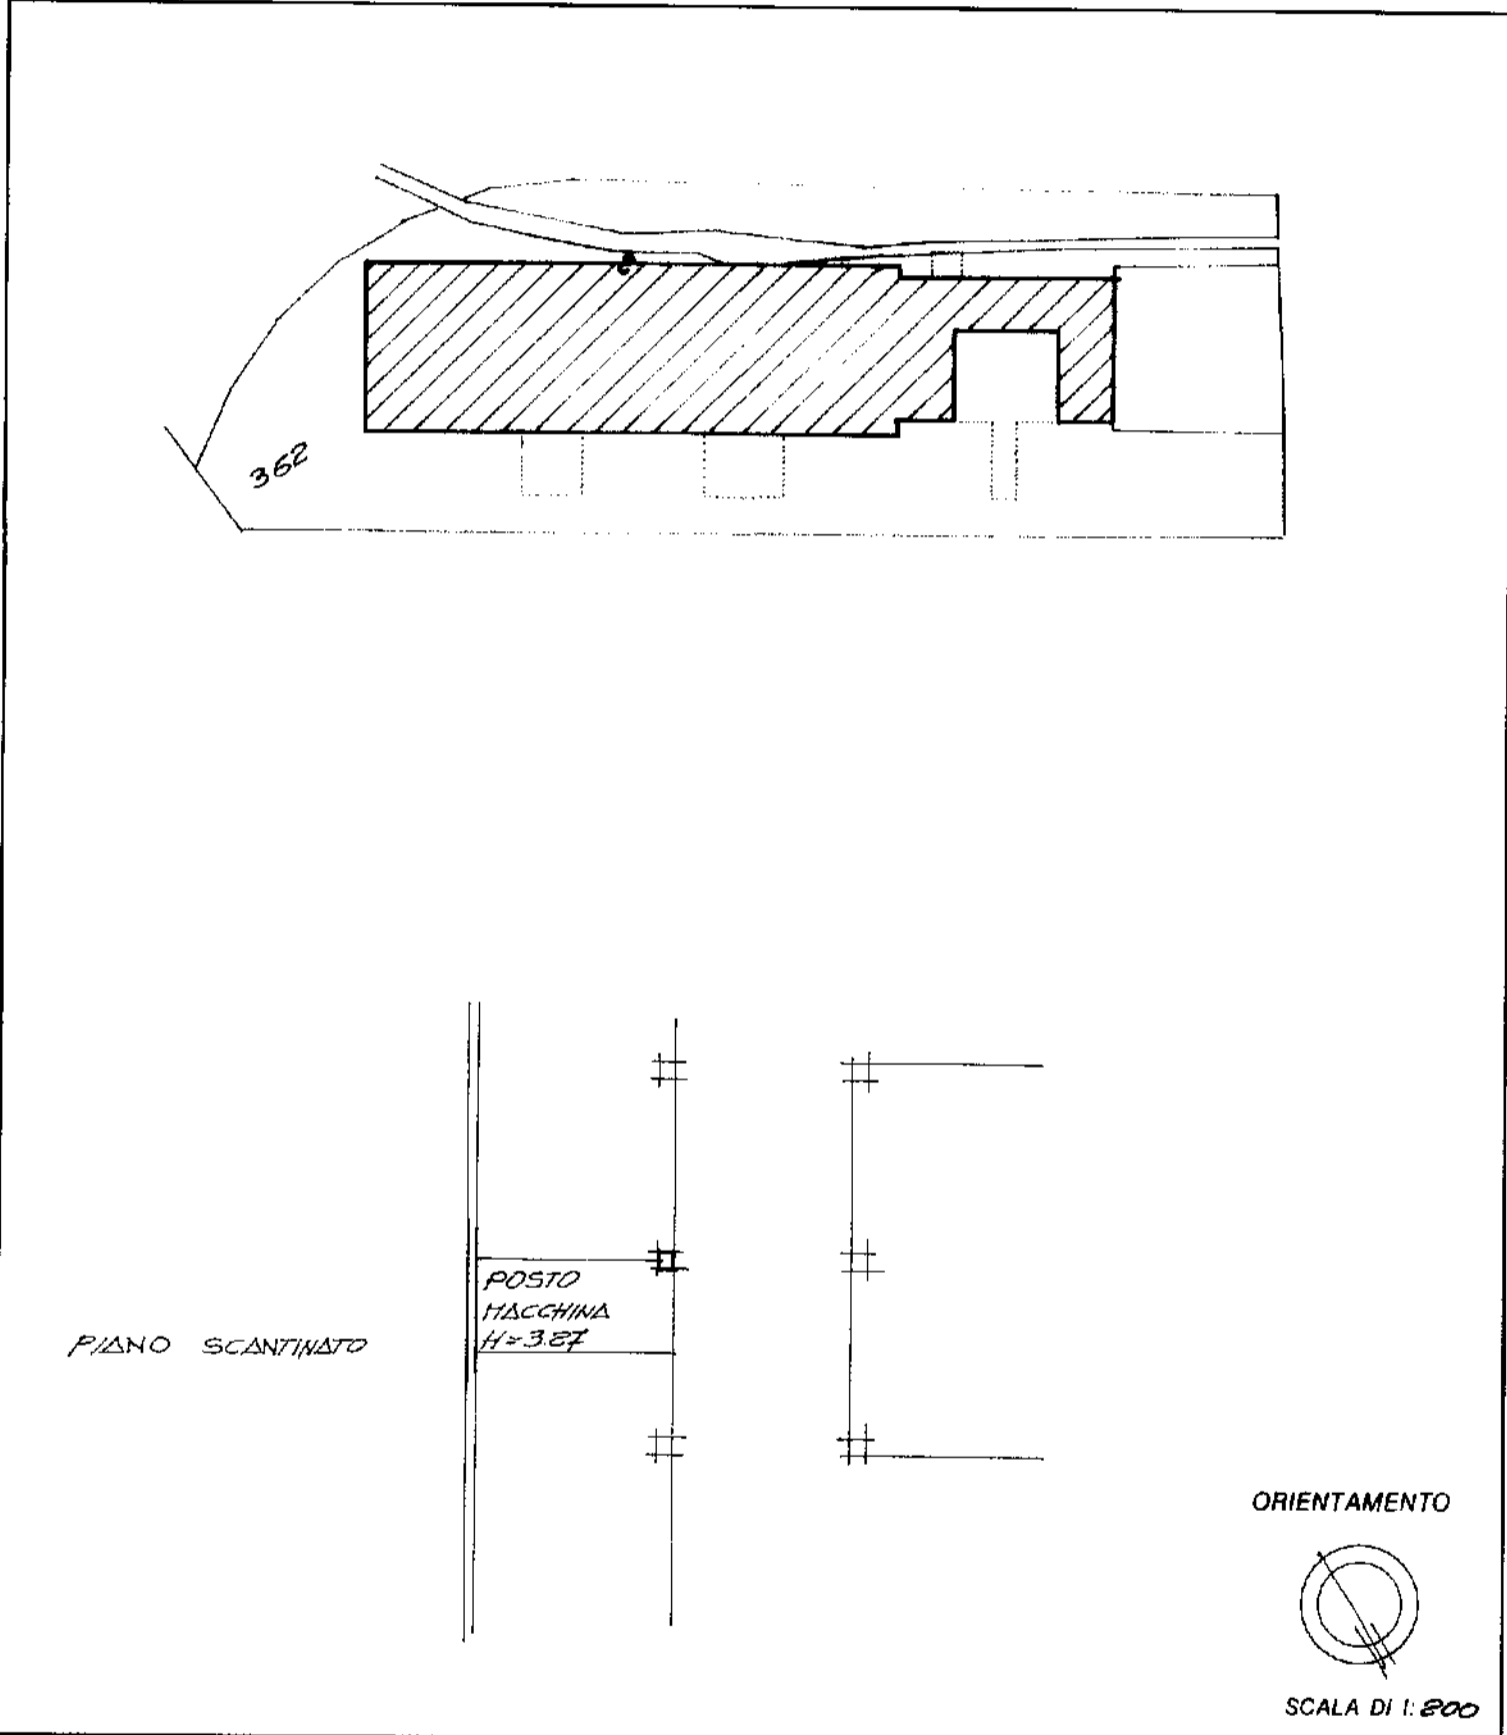 362
POSTO
MACCHINA
H=3.87
PIANO SCANTINATO
ORIENTAMENTO
SCALA DI 1:200